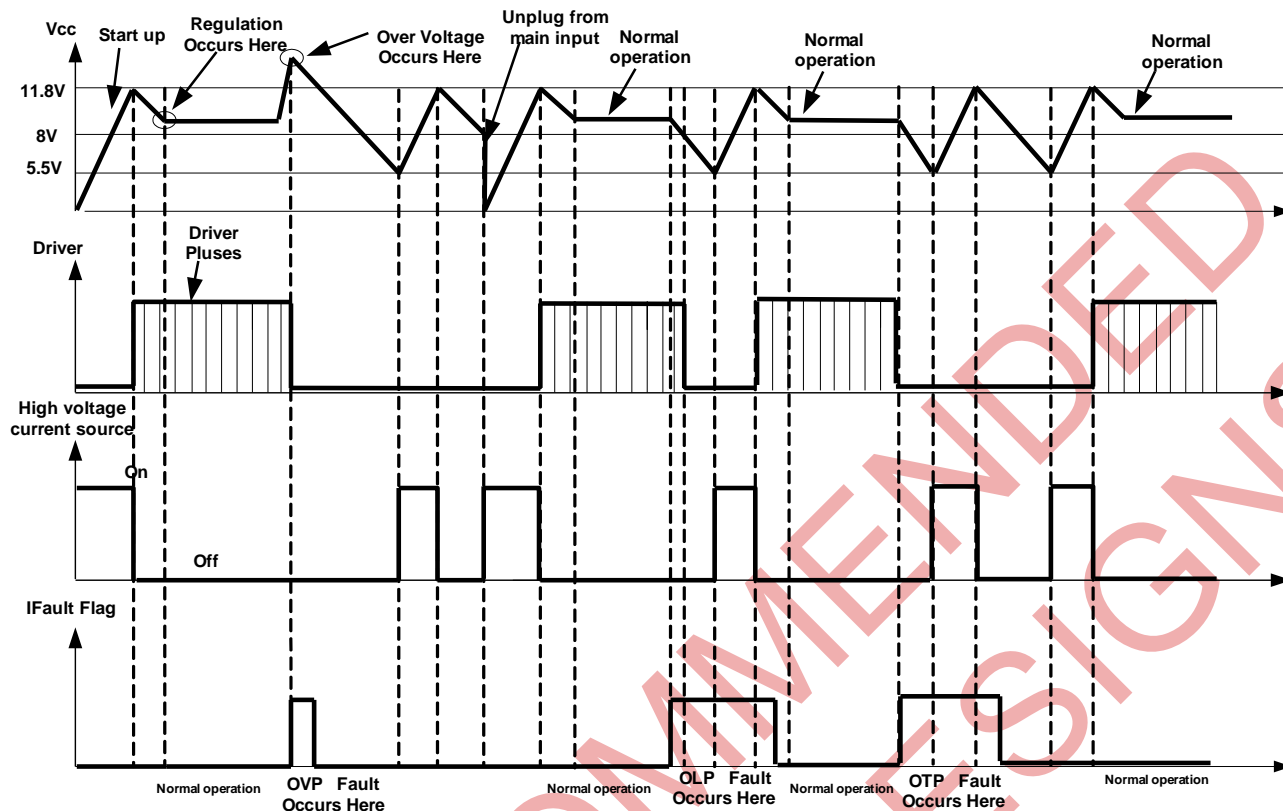 Vcc
Start up
Regulation
Occurs Here
Over Voltage
Occurs Here
Unplug from
main input
Normal
operation
Normal
operation
Normal
operation
11.8V
8V
5.5V
Driver
Driver
Pluses
High voltage
current source
On
Off
IFault Flag
Normal operation
OVP Fault
Occurs Here
Normal operation
OLP Fault
Occurs Here
Normal operation
OTP Fault
Occurs Here
Normal operation
OMMENDED
ESIGNS